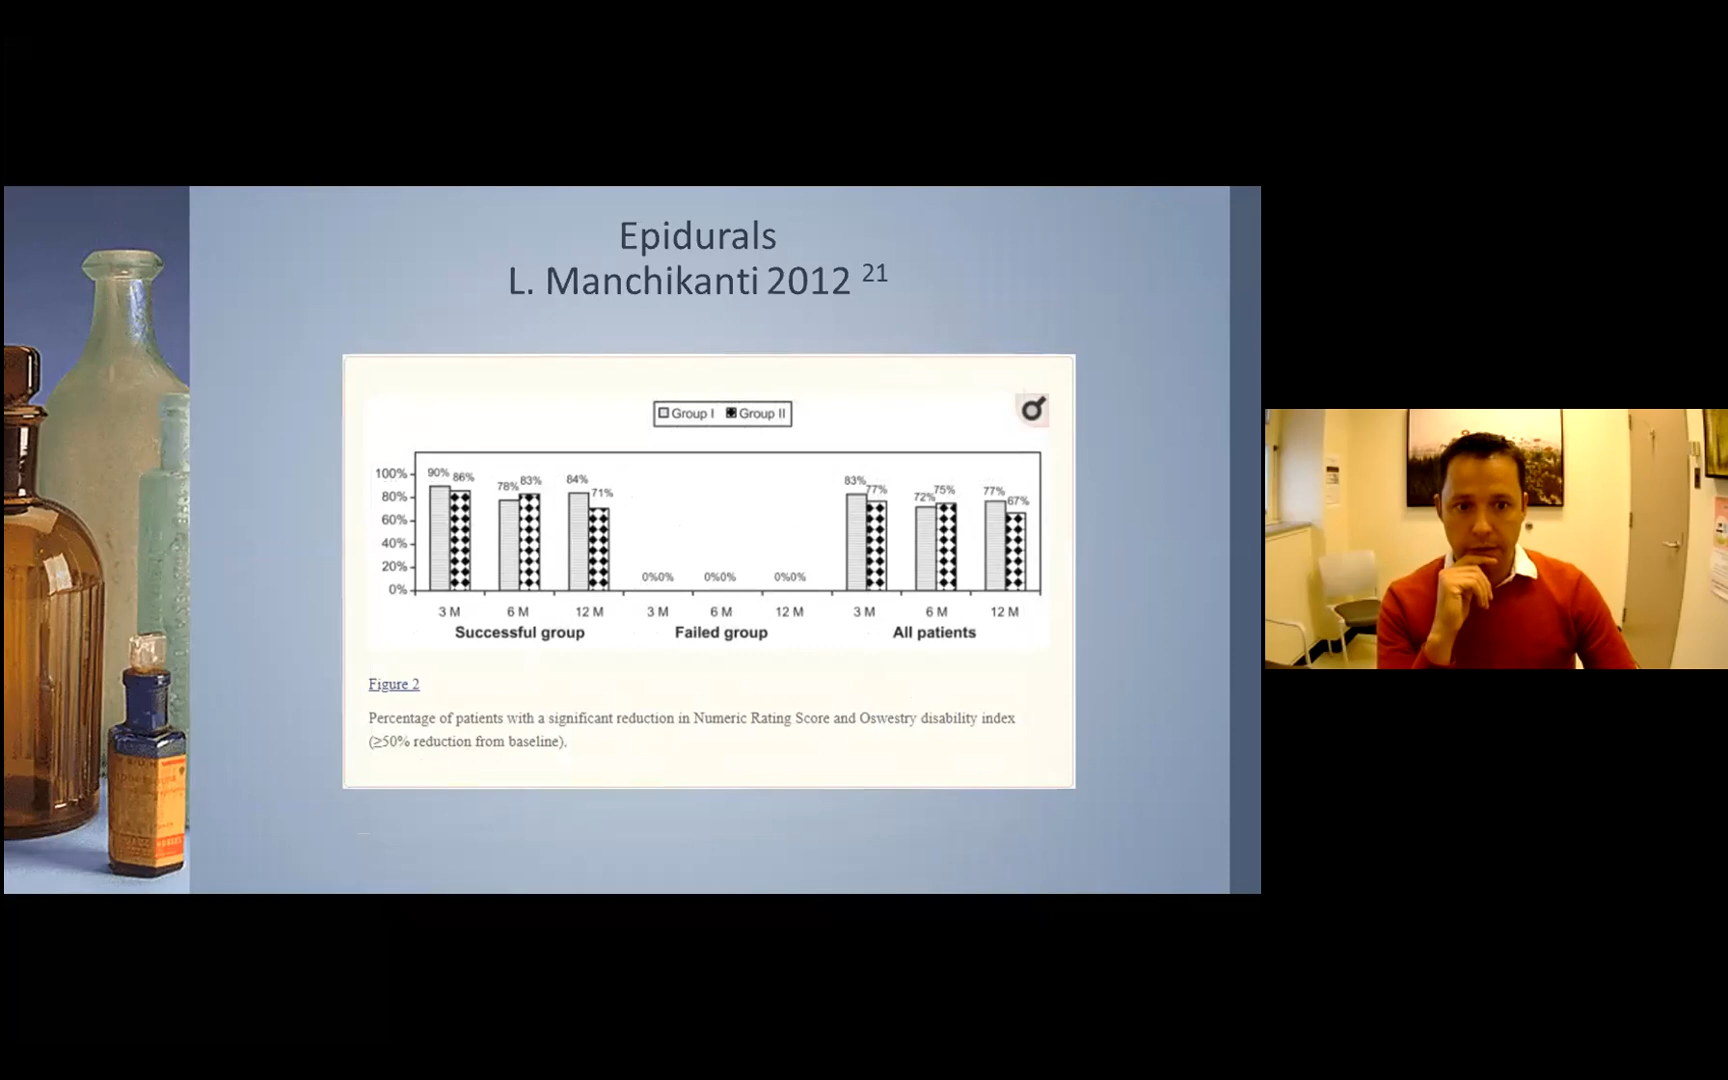 Epidurals
L. Manchikanti 2012 21
Group I Group II
100%
80%
60%
40%
20%
0%
90% 86% 78% 83% 84% 71%
0%0% 0%0% 0%0%
83% 77% 72% 75% 77% 67%
3 M 6 M 12 M 3 M 6 M 12 M 3 M 6 M 12 M
Successful group Failed group All patients
Figure 2
Percentage of patients with a significant reduction in Numeric Rating Score and Oswestry disability index
(≥50% reduction from baseline).